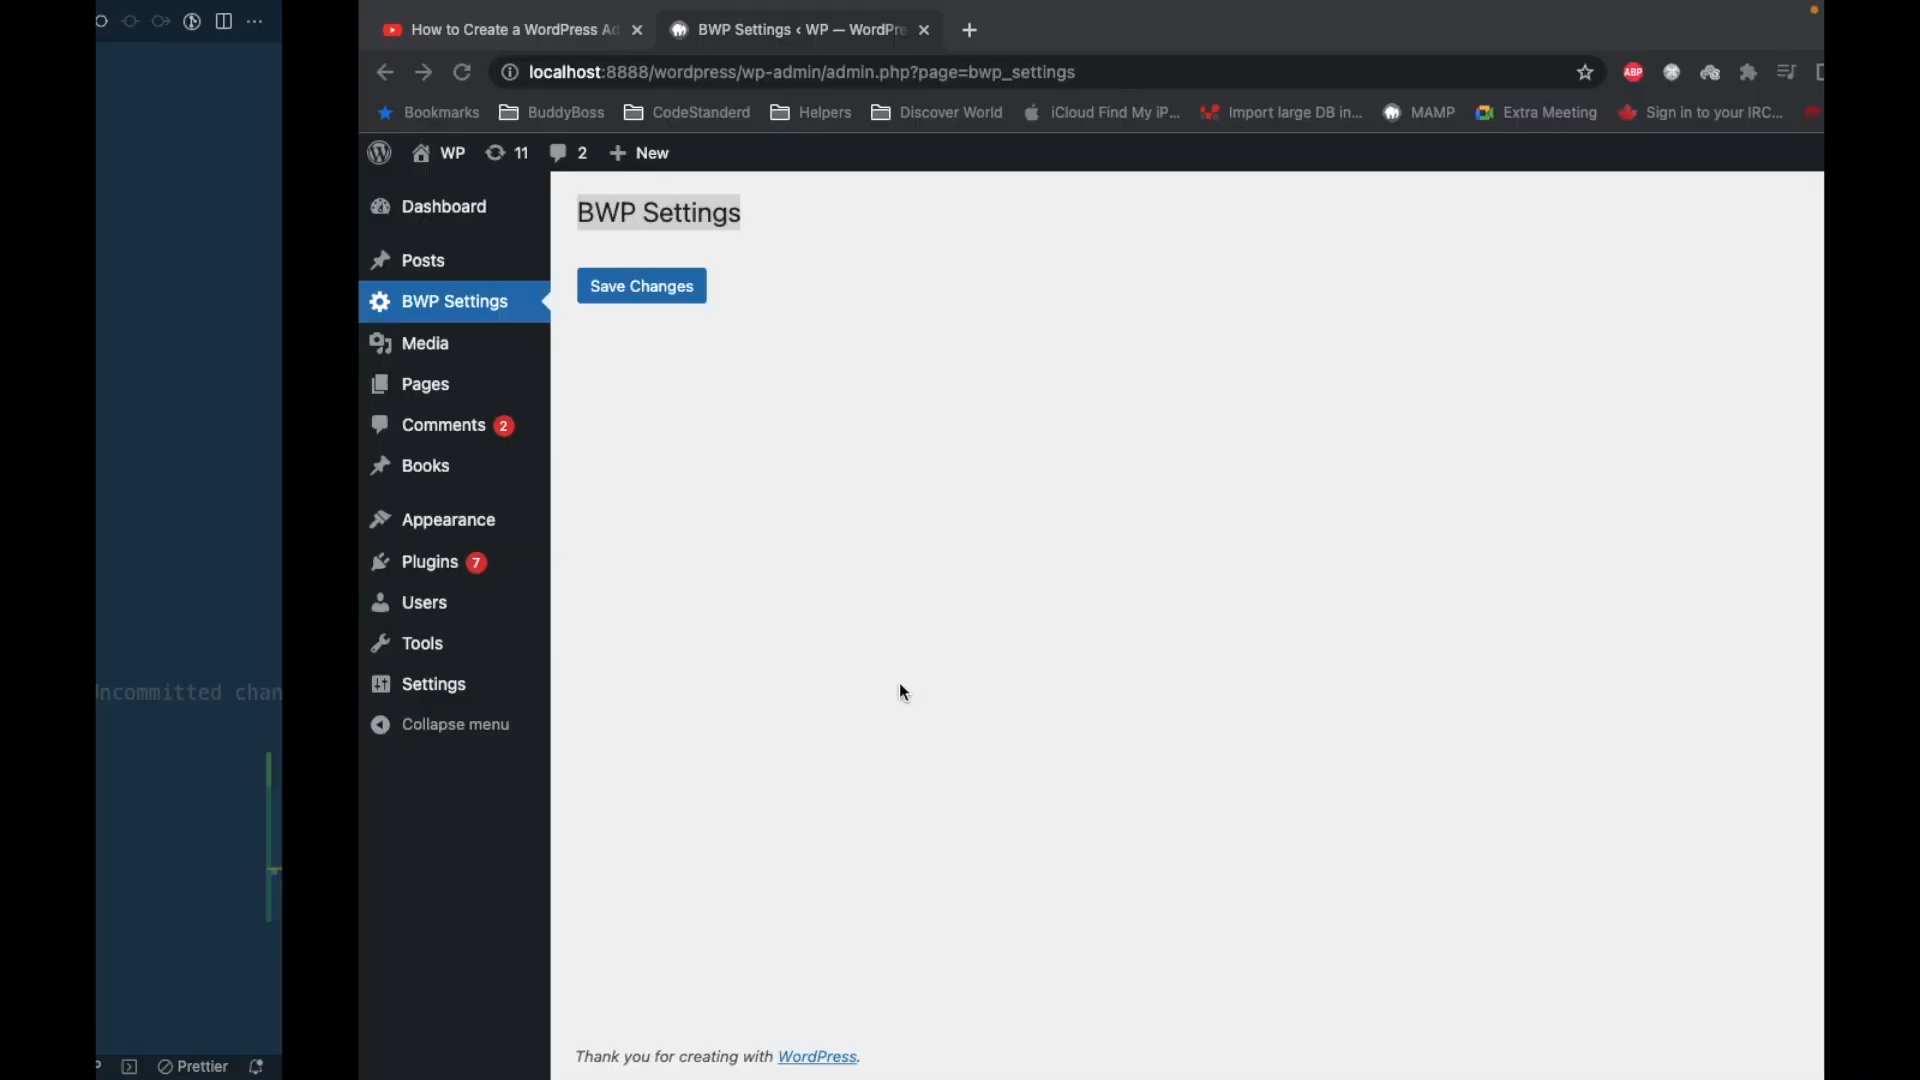 How to Create a WordPress Ad
BWP Settings ‹ WP — WordPre
localhost:8888/wordpress/wp-admin/admin.php?page=bwp_settings
ABP
Bookmarks
BuddyBoss
CodeStanderd
Helpers
Discover World
iCloud Find My iP...
Import large DB in...
MAMP
Extra Meeting
Sign in to your IRC...
WP
11
2
New
Dashboard
Posts
BWP Settings
Media
Pages
Comments 2
Books
Appearance
Plugins 7
Users
Tools
Settings
Collapse menu
BWP Settings
Save Changes
Thank you for creating with WordPress.
Uncommitted chan
Prettier